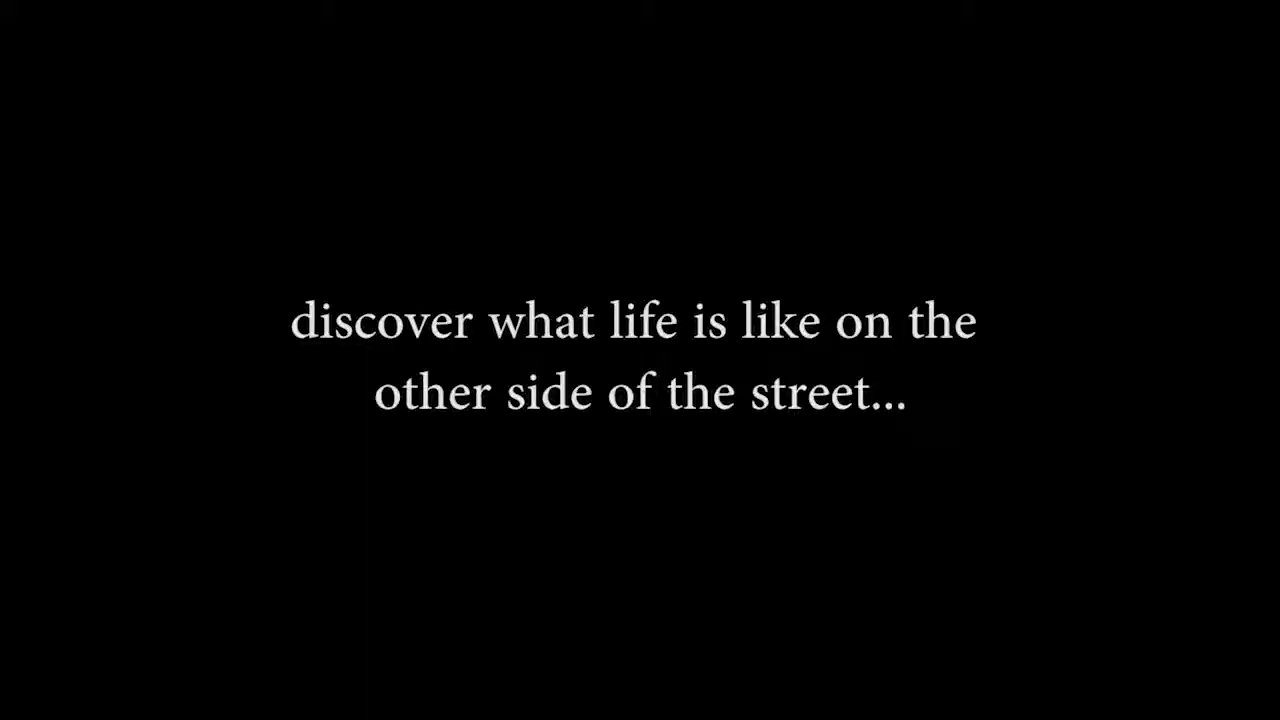 discover what life is like on the
other side of the street...